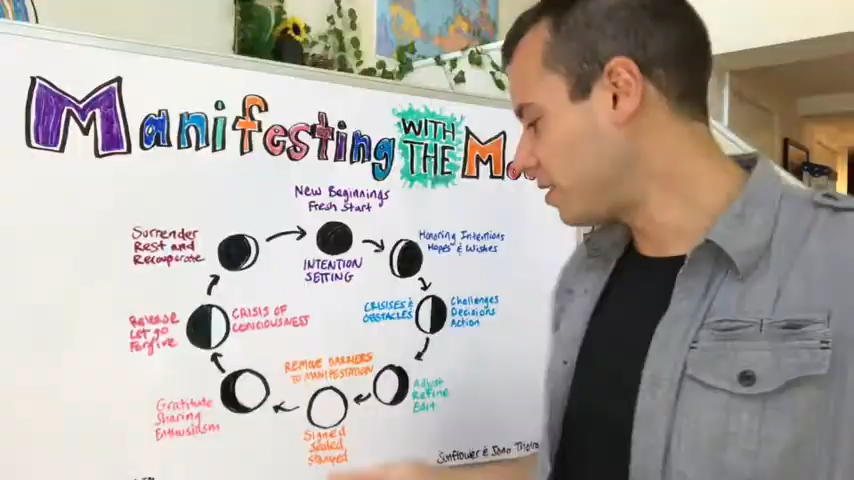 Manifesting WITH THE M
New Beginnings
Fresh Start
INTENTION
SETTING
Honoring Intentions
Hopes & Wishes
CRISISES &
OBSTACLES
Challenges
Decisions
Action
Adjust
Refine
Edit
REMOVE BARRIERS
TO MANIFESTATION
Signed
Sealed
Stamped
Gratitude
Sharing
Enthusiasm
Release
Let go
Forgive
CRISIS OF
CONCIOUSNESS
Surrender
Rest and
Recouperate
Sunflower &